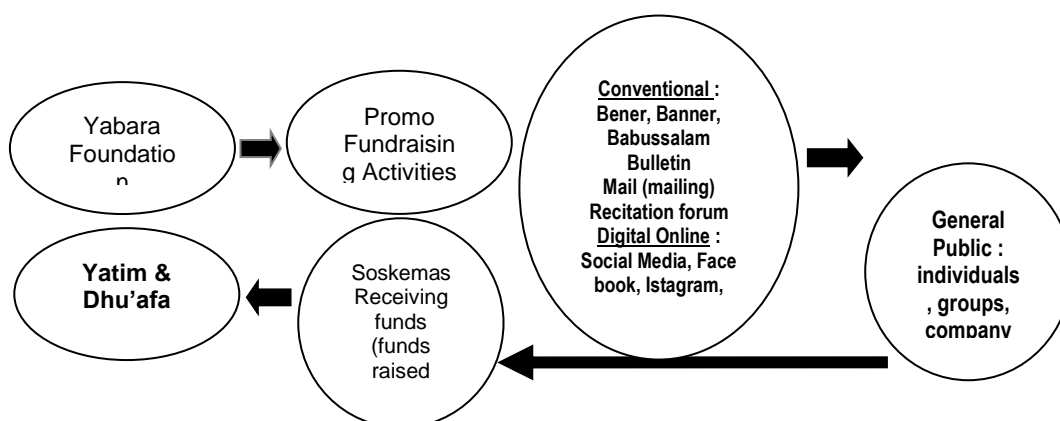 Yabara
Foundatio
n
Promo
Fundraisin
g Activities
Conventional :
Bener, Banner,
Babussalam
Bulletin
Mail (mailing)
Recitation forum
Digital Online :
Social Media, Face
book, Istagram,
General
Public :
individuals
, groups,
company
Soskemas
Receiving
funds
(funds
raised
Yatim &
Dhu'afa